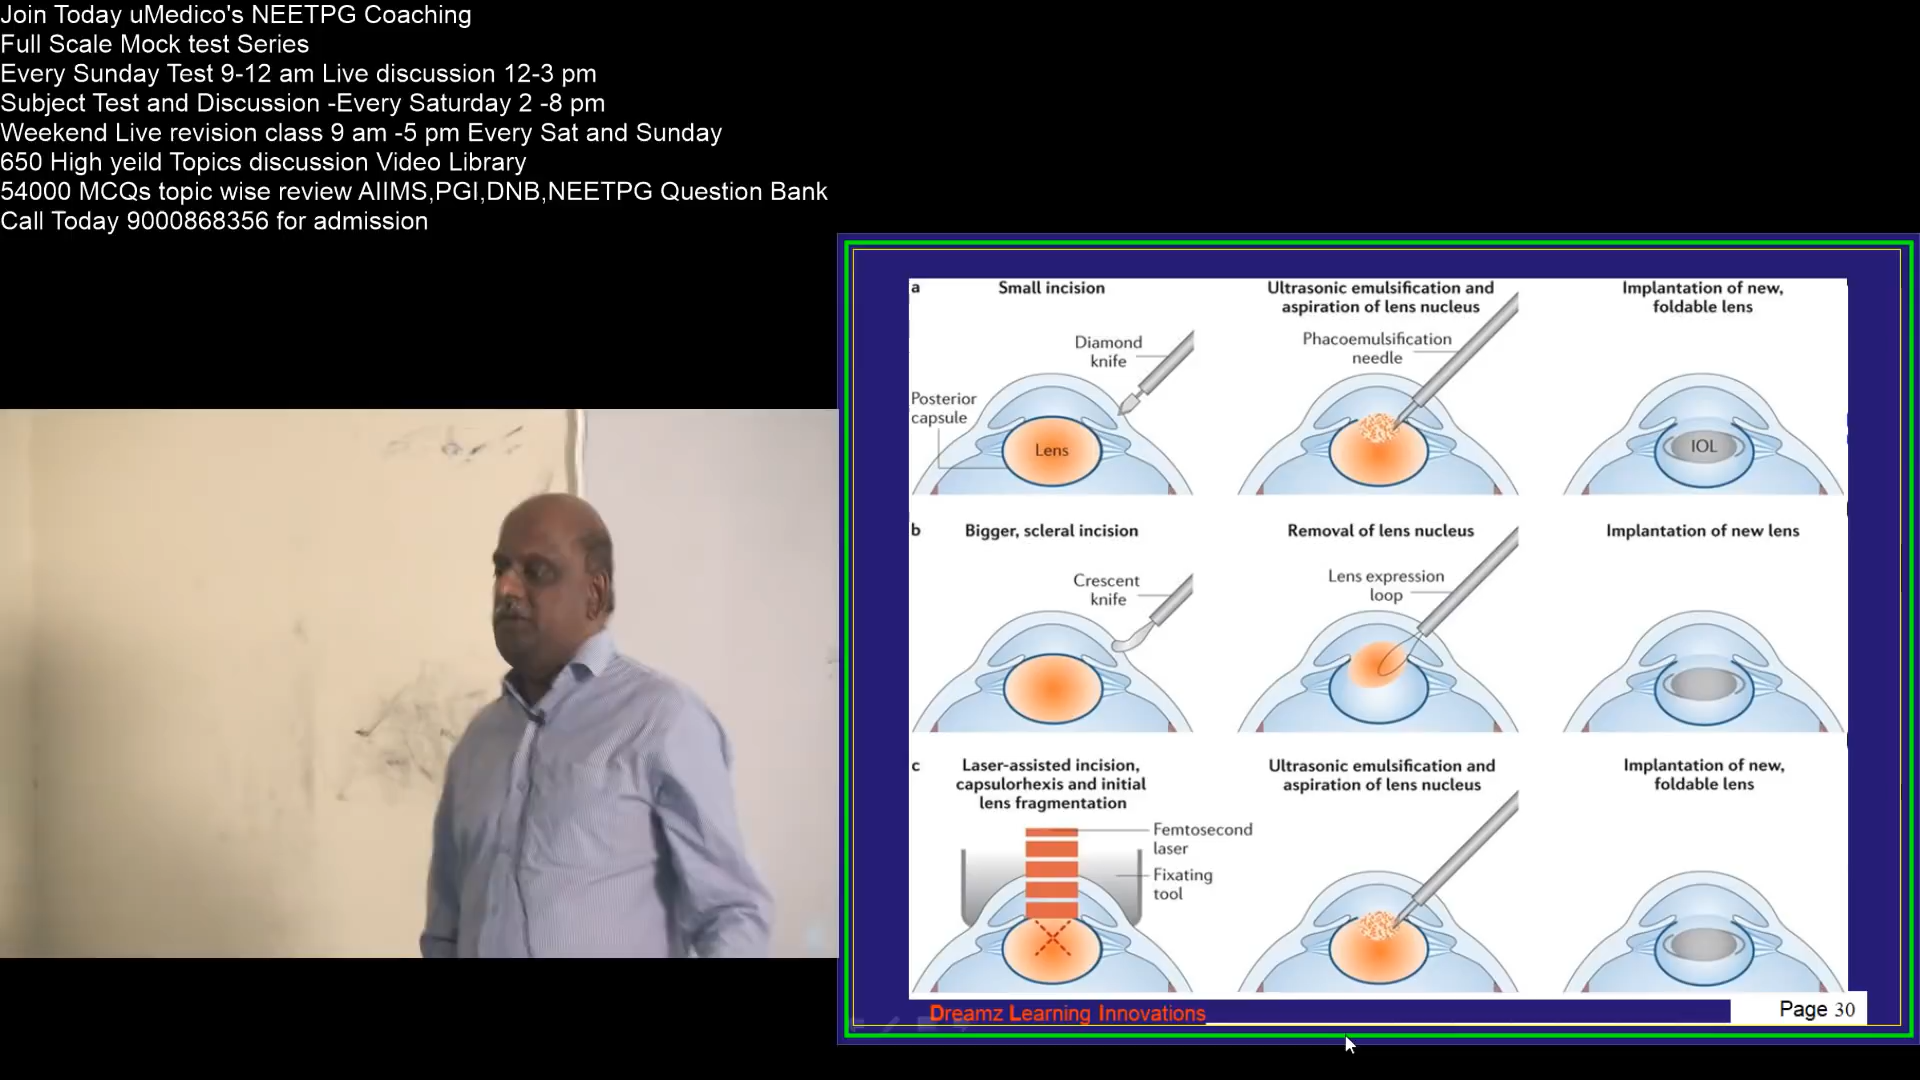 Join Today uMedico's NEETPG Coaching
Full Scale Mock test Series
Every Sunday Test 9-12 am Live discussion 12-3 pm
Subject Test and Discussion -Every Saturday 2 -8 pm
Weekend Live revision class 9 am -5 pm Every Sat and Sunday
650 High yeild Topics discussion Video Library
54000 MCQs topic wise review AIIMS,PGI,DNB,NEETPG Question Bank
Call Today 9000868356 for admission
a
Small incision
Diamond
knife
Posterior
capsule
Lens
Ultrasonic emulsification and
aspiration of lens nucleus
Phacoemulsification
needle
Implantation of new,
foldable lens
IOL
b
Bigger, scleral incision
Crescent
knife
Removal of lens nucleus
Lens expression
loop
Implantation of new lens
c
Laser-assisted incision,
capsulorhexis and initial
lens fragmentation
Femtosecond
laser
Fixating
tool
Ultrasonic emulsification and
aspiration of lens nucleus
Implantation of new,
foldable lens
Dreamz Learning Innovations
Page 30